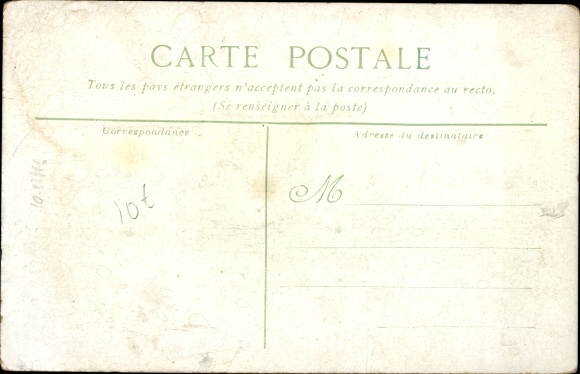 CARTE POSTALE
Tous les pays étrangers n'acceptent pas la correspondance au recto.
(Se renseigner à la poste)
Correspondance
Adresse du destinataire
M
10t